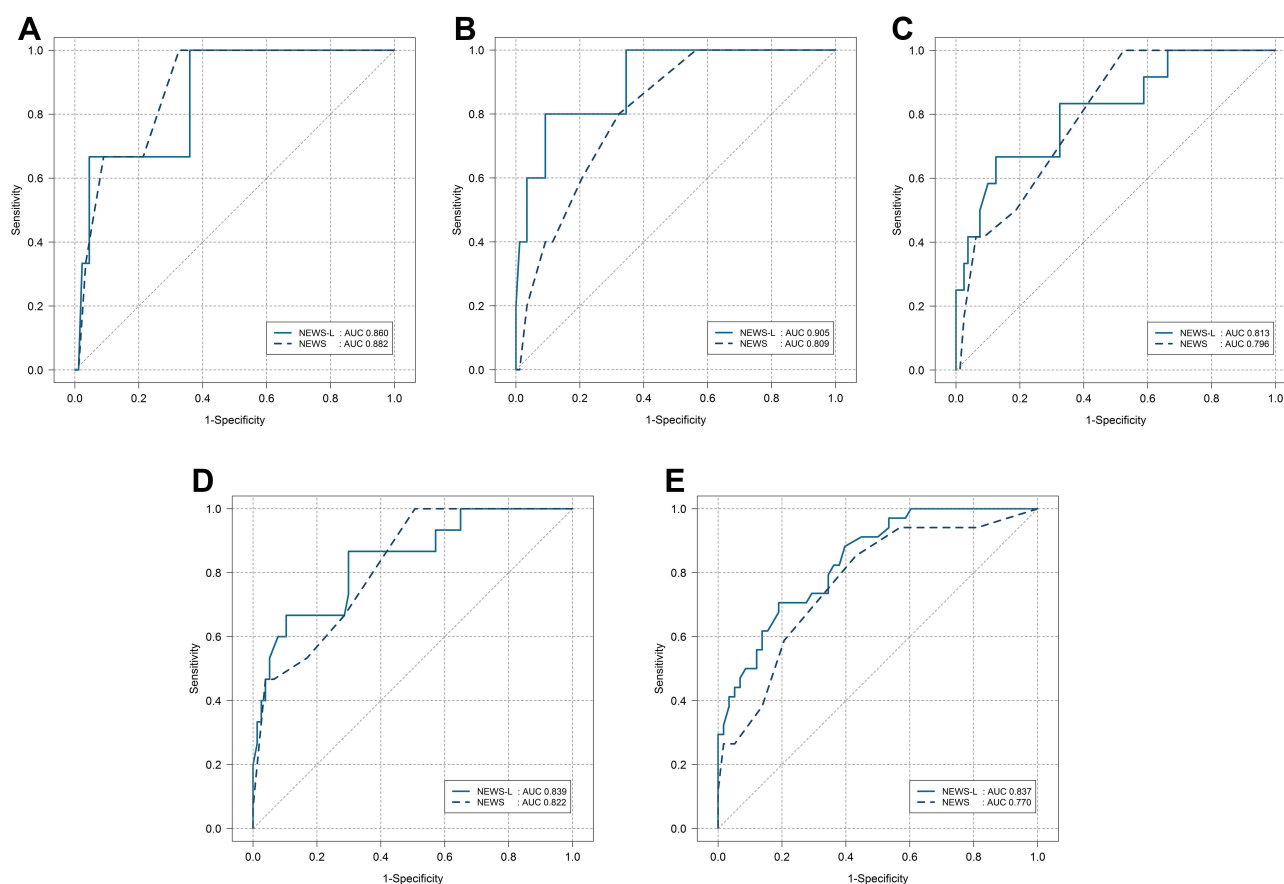 A
1.0
0.8
0.6
0.4
0.2
0.0
Sensitivity
NEWS-L : AUC 0.860
NEWS : AUC 0.882
0.0 0.2 0.4 0.6 0.8 1.0
1-Specificity
B
1.0
0.8
0.6
0.4
0.2
0.0
Sensitivity
NEWS-L : AUC 0.905
NEWS : AUC 0.809
0.0 0.2 0.4 0.6 0.8 1.0
1-Specificity
C
1.0
0.8
0.6
0.4
0.2
0.0
Sensitivity
NEWS-L : AUC 0.813
NEWS : AUC 0.796
0.0 0.2 0.4 0.6 0.8 1.0
1-Specificity
D
1.0
0.8
0.6
0.4
0.2
0.0
Sensitivity
NEWS-L : AUC 0.839
NEWS : AUC 0.822
0.0 0.2 0.4 0.6 0.8 1.0
1-Specificity
E
1.0
0.8
0.6
0.4
0.2
0.0
Sensitivity
NEWS-L : AUC 0.837
NEWS : AUC 0.770
0.0 0.2 0.4 0.6 0.8 1.0
1-Specificity